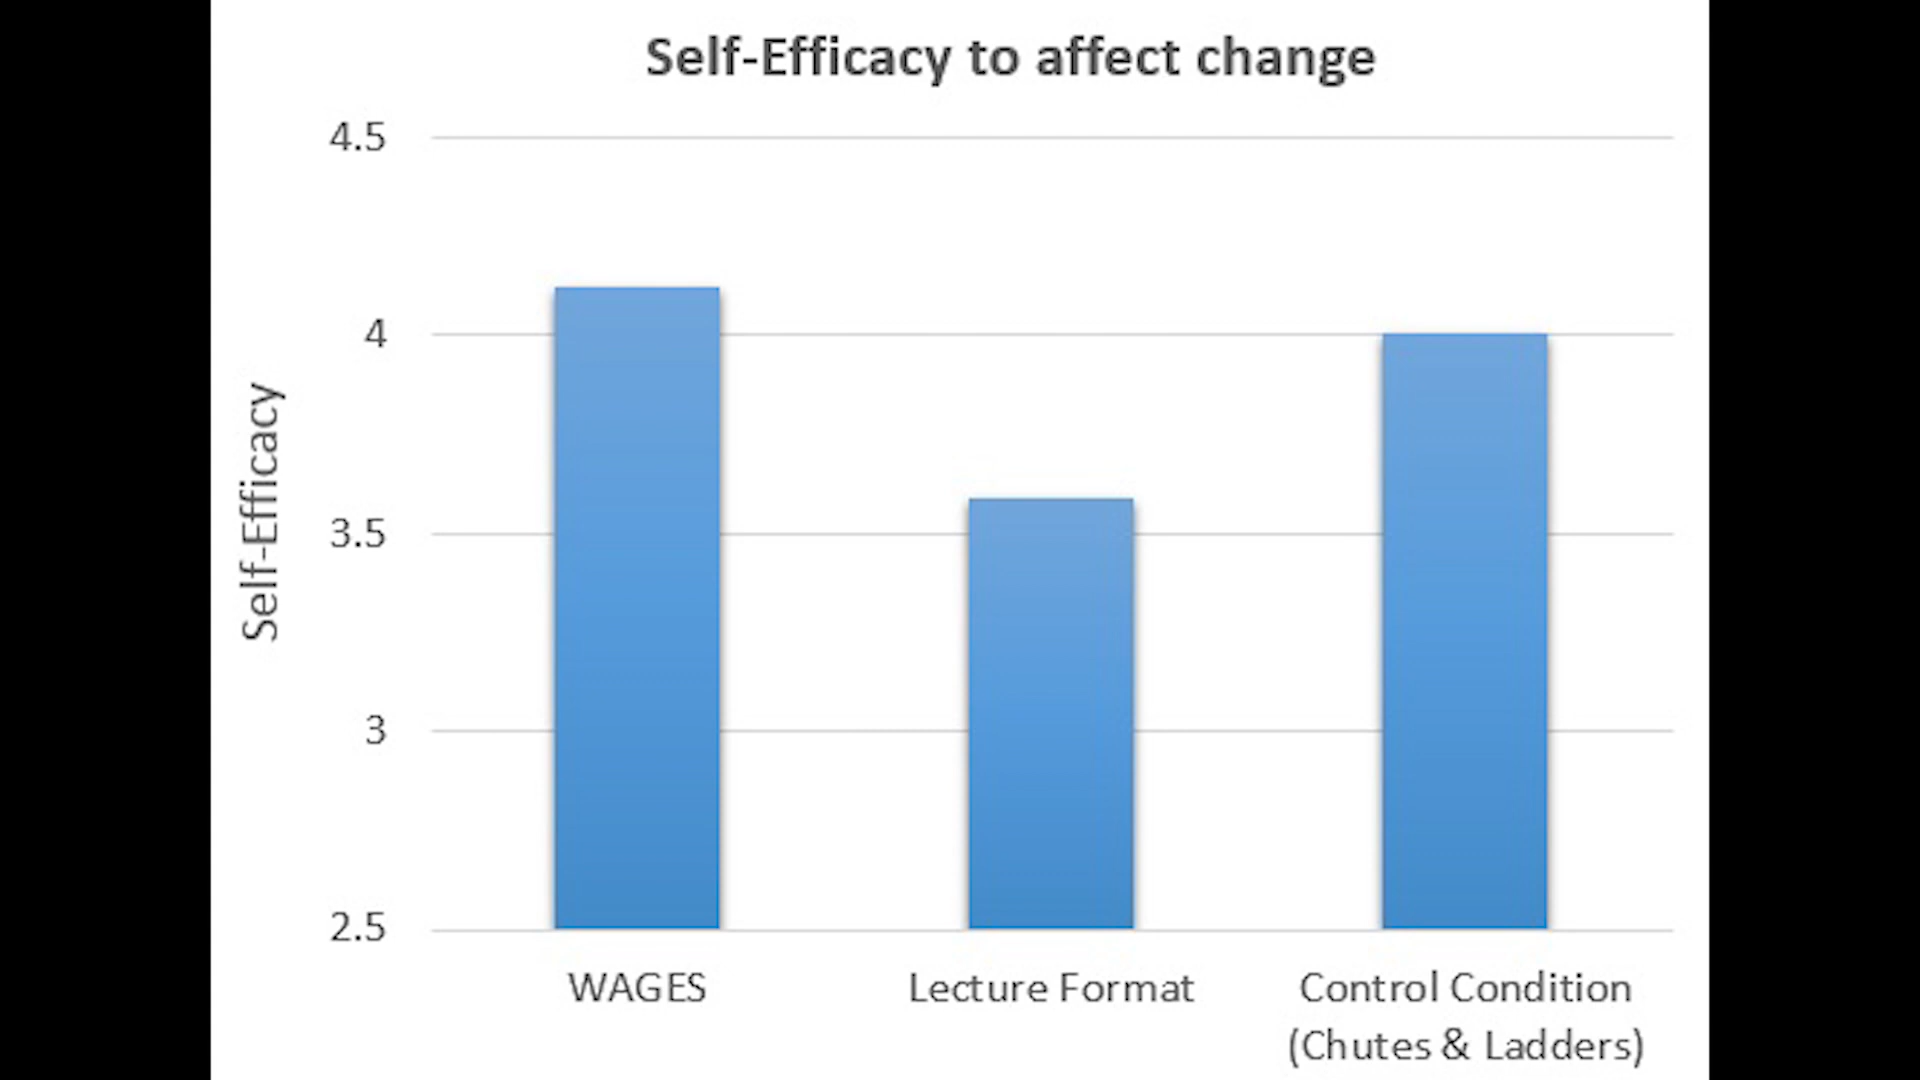 Self-Efficacy to affect change
4.5
4
3.5
3
2.5
Self-Efficacy
WAGES
Lecture Format
Control Condition
(Chutes & Ladders)